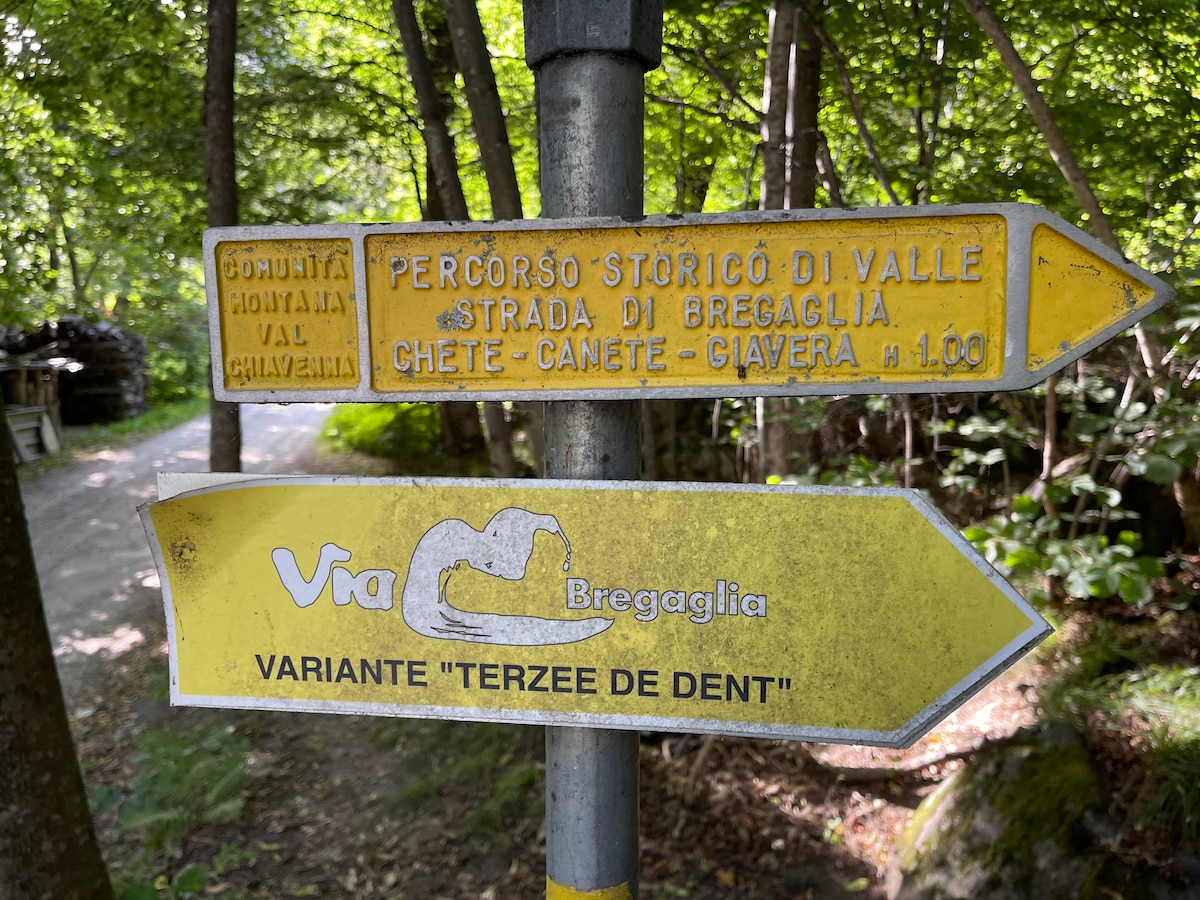 COMUNITÀ
MONTANA
VAL
CHIAVENNA
PERCORSO STORICO DI VALLE
STRADA DI BREGAGLIA
CHETE - CANETE - GIAVERA H 1.00
Via Bregaglia
VARIANTE "TERZEE DE DENT"